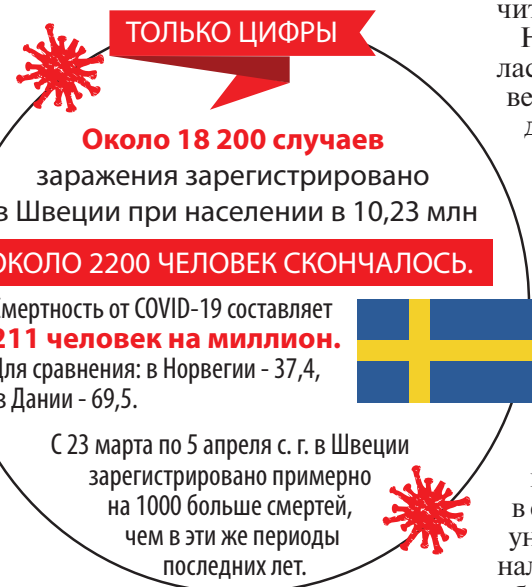 ТОЛЬКО ЦИФРЫ
Около 18 200 случаев
заражения зарегистрировано
в Швеции при населении в 10,23 млн
ОКОЛО 2200 ЧЕЛОВЕК СКОНЧАЛОСЬ.
Смертность от COVID-19 составляет
211 человек на миллион.
Для сравнения: в Норвегии - 37,4,
в Дании - 69,5.
С 23 марта по 5 апреля с. г. в Швеции
зарегистрировано примерно
на 1000 больше смертей,
чем в эти же периоды
последних лет.